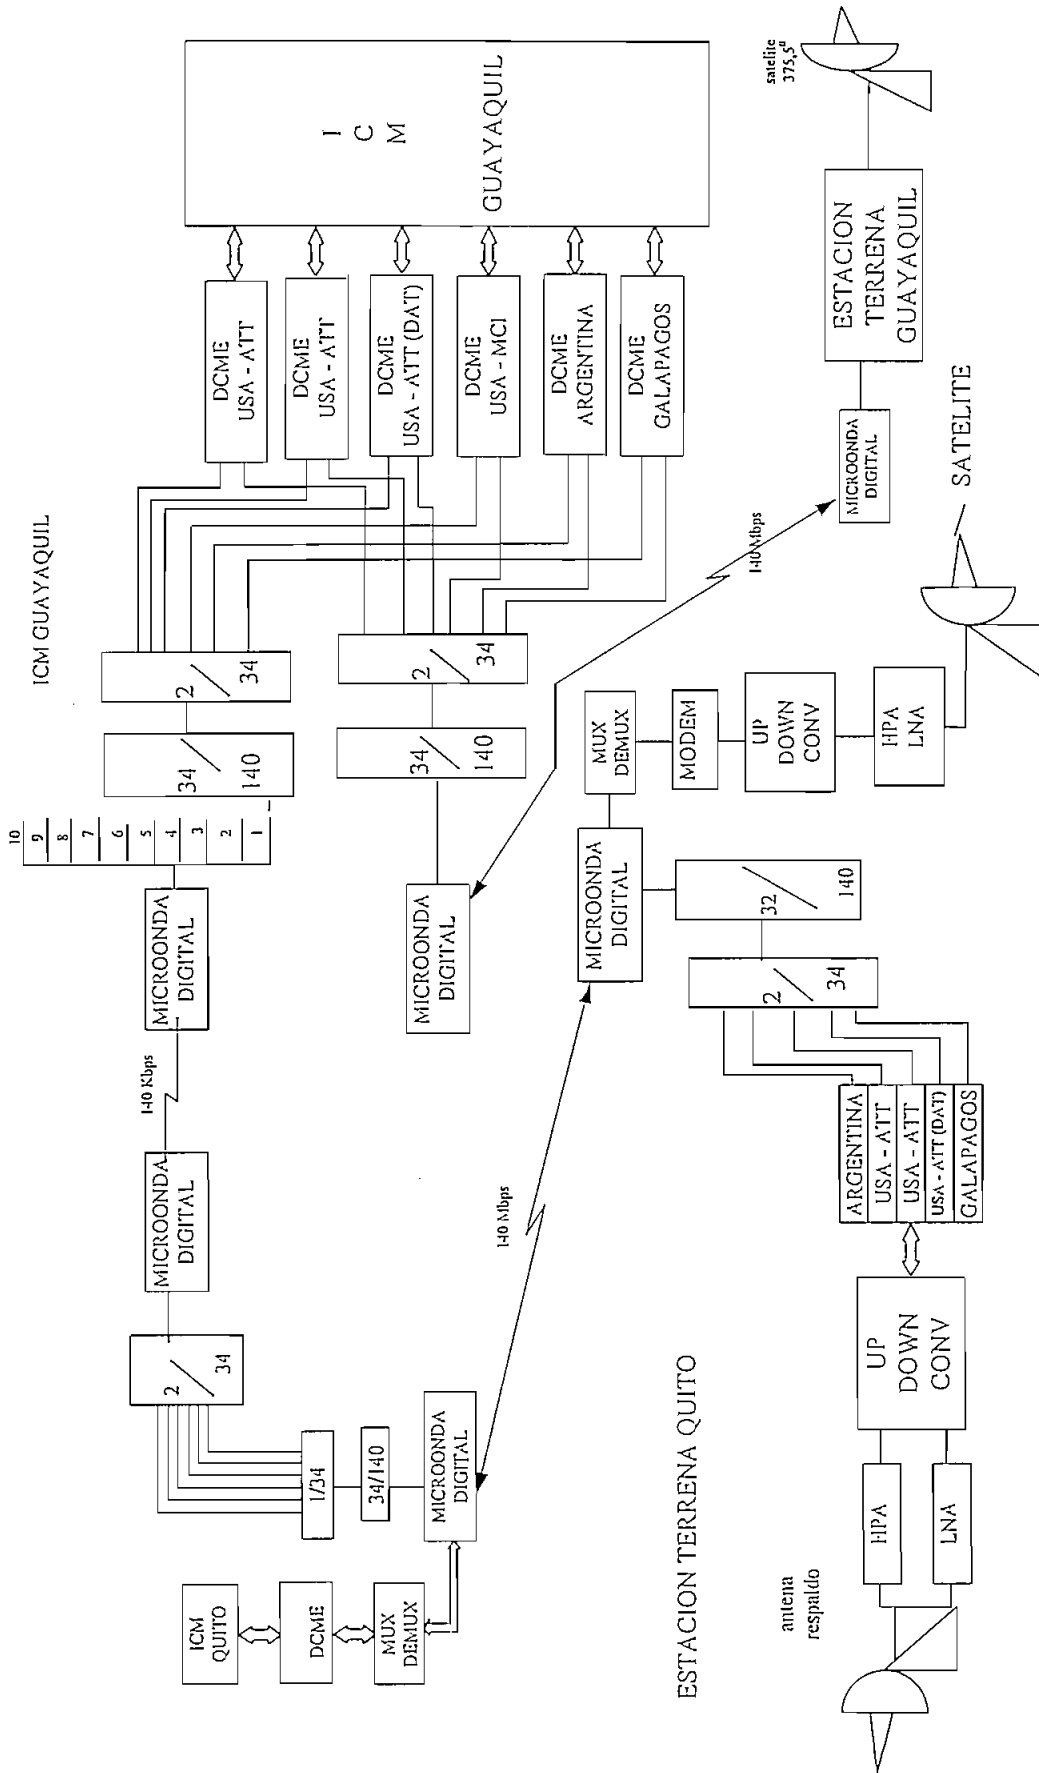 ICM GUAYAQUIL
I
C
M
GUAYAQUIL
DCME
USA - ATT
DCME
USA - ATT
DCME
USA - ATT (DAT)
DCME
USA - MCI
DCME
ARGENTINA
DCME
GALAPAGOS
2 / 34
34 / 140
2 / 34
34 / 140
10
9
8
7
6
5
4
3
2
1
MICROONDA
DIGITAL
140 Kbps
MICROONDA
DIGITAL
2 / 34
1/34
34/140
MICROONDA
DIGITAL
ICM
QUITO
DCME
MUX
DEMUX
MICROONDA
DIGITAL
140 Mbps
MICROONDA
DIGITAL
ESTACION
TERRENA
GUAYAQUIL
satelite
375,5º
140 Mbps
MICROONDA
DIGITAL
MUX
DEMUX
MODEM
UP
DOWN
CONV
HPA
LNA
SATELITE
32 / 140
2 / 34
ARGENTINA
USA - ATT
USA - ATT
USA - ATT (DAT)
GALAPAGOS
UP
DOWN
CONV
HPA
LNA
antena
respaldo
ESTACION TERRENA QUITO